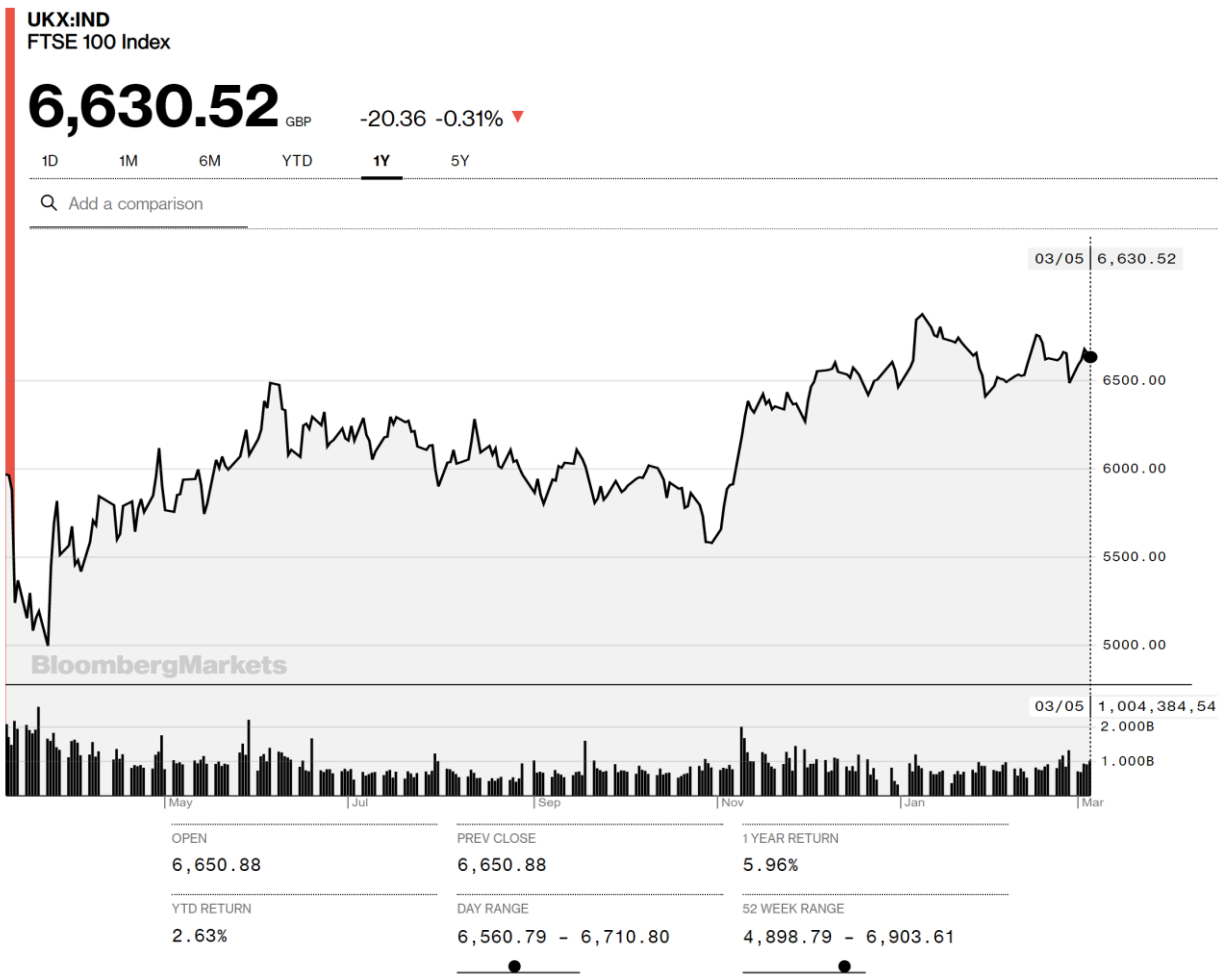 UKX:IND
FTSE 100 Index
6,630.52 GBP -20.36 -0.31%
1D 1M 6M YTD 1Y 5Y
Add a comparison
03/05 6,630.52
6500.00
6000.00
5500.00
5000.00
BloombergMarkets
03/05 1,004,384,54
2.000B
1.000B
May Jul Sep Nov Jan Mar
OPEN PREV CLOSE 1 YEAR RETURN
6,650.88 6,650.88 5.96%
YTD RETURN DAY RANGE 52 WEEK RANGE
2.63% 6,560.79 - 6,710.80 4,898.79 - 6,903.61